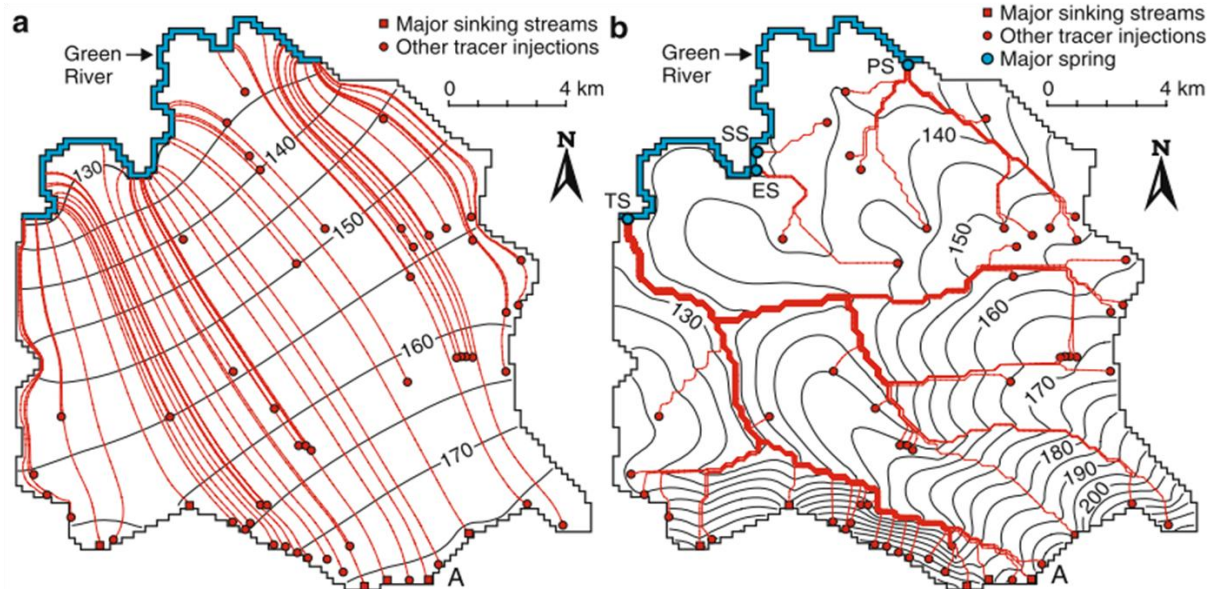 a
Major sinking streams
Other tracer injections
Green
River
0 4 km
N
130
140
150
160
170
A
b
Major sinking streams
Other tracer injections
Major spring
Green
River
PS
0 4 km
SS
ES
TS
N
140
150
130
160
170
180
190
200
A